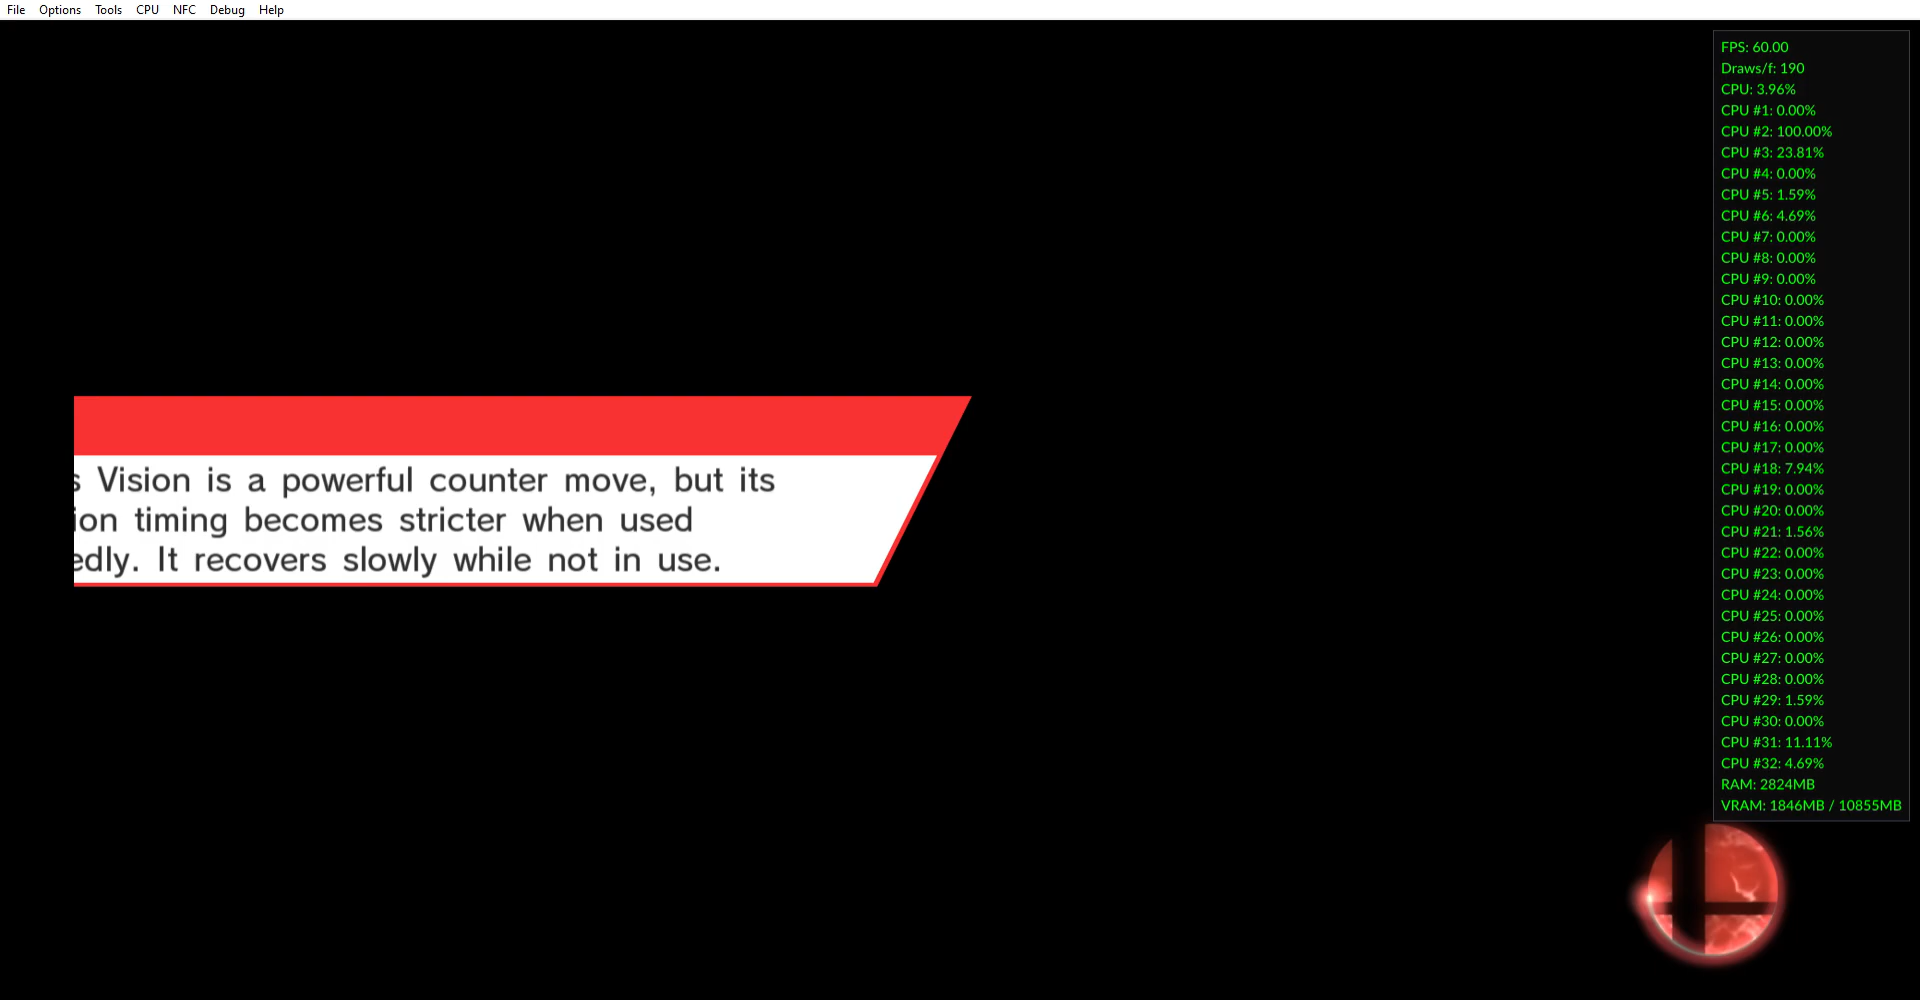 File Options Tools CPU NFC Debug Help
FPS: 60.00
Draws/f: 190
CPU: 3.96%
CPU #1: 0.00%
CPU #2: 100.00%
CPU #3: 23.81%
CPU #4: 0.00%
CPU #5: 1.59%
CPU #6: 4.69%
CPU #7: 0.00%
CPU #8: 0.00%
CPU #9: 0.00%
CPU #10: 0.00%
CPU #11: 0.00%
CPU #12: 0.00%
CPU #13: 0.00%
CPU #14: 0.00%
CPU #15: 0.00%
CPU #16: 0.00%
CPU #17: 0.00%
CPU #18: 7.94%
CPU #19: 0.00%
CPU #20: 0.00%
CPU #21: 1.56%
CPU #22: 0.00%
CPU #23: 0.00%
CPU #24: 0.00%
CPU #25: 0.00%
CPU #26: 0.00%
CPU #27: 0.00%
CPU #28: 0.00%
CPU #29: 1.59%
CPU #30: 0.00%
CPU #31: 11.11%
CPU #32: 4.69%
RAM: 2824MB
VRAM: 1846MB / 10855MB
s Vision is a powerful counter move, but its
ion timing becomes stricter when used
edly. It recovers slowly while not in use.